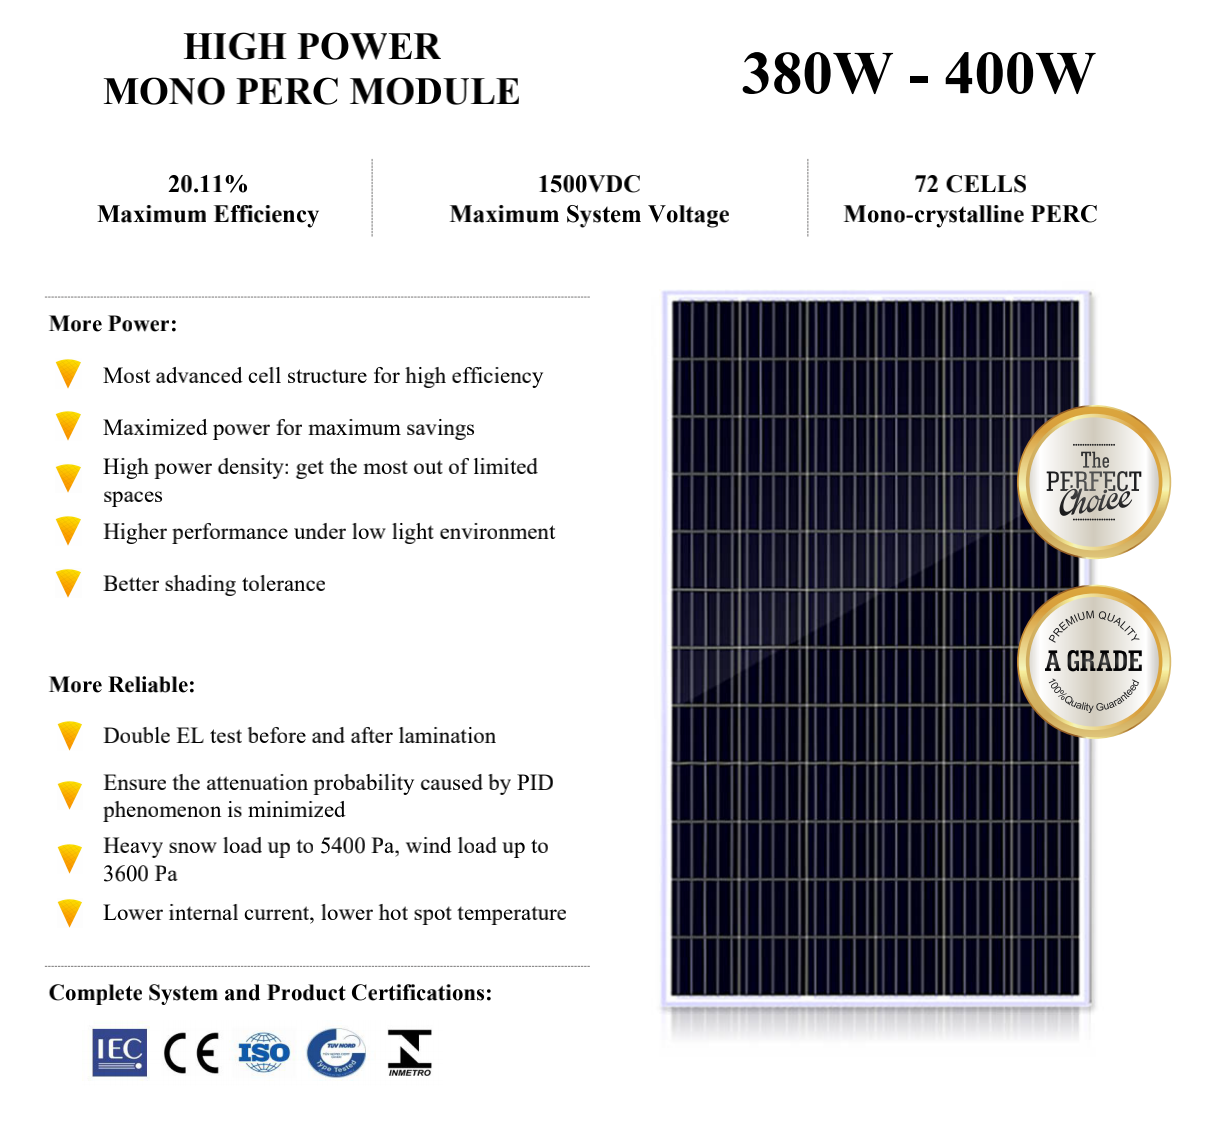 HIGH POWER
MONO PERC MODULE
380W - 400W
20.11%
Maximum Efficiency
1500VDC
Maximum System Voltage
72 CELLS
Mono-crystalline PERC
More Power:
Most advanced cell structure for high efficiency
Maximized power for maximum savings
High power density: get the most out of limited
spaces
Higher performance under low light environment
Better shading tolerance
More Reliable:
Double EL test before and after lamination
Ensure the attenuation probability caused by PID
phenomenon is minimized
Heavy snow load up to 5400 Pa, wind load up to
3600 Pa
Lower internal current, lower hot spot temperature
Complete System and Product Certifications:
IEC
CE
ISO
TUV NORD
Type Tested
INMETRO
The
PERFECT
Choice
PREMIUM QUALITY
A GRADE
100%Quality Guaranteed